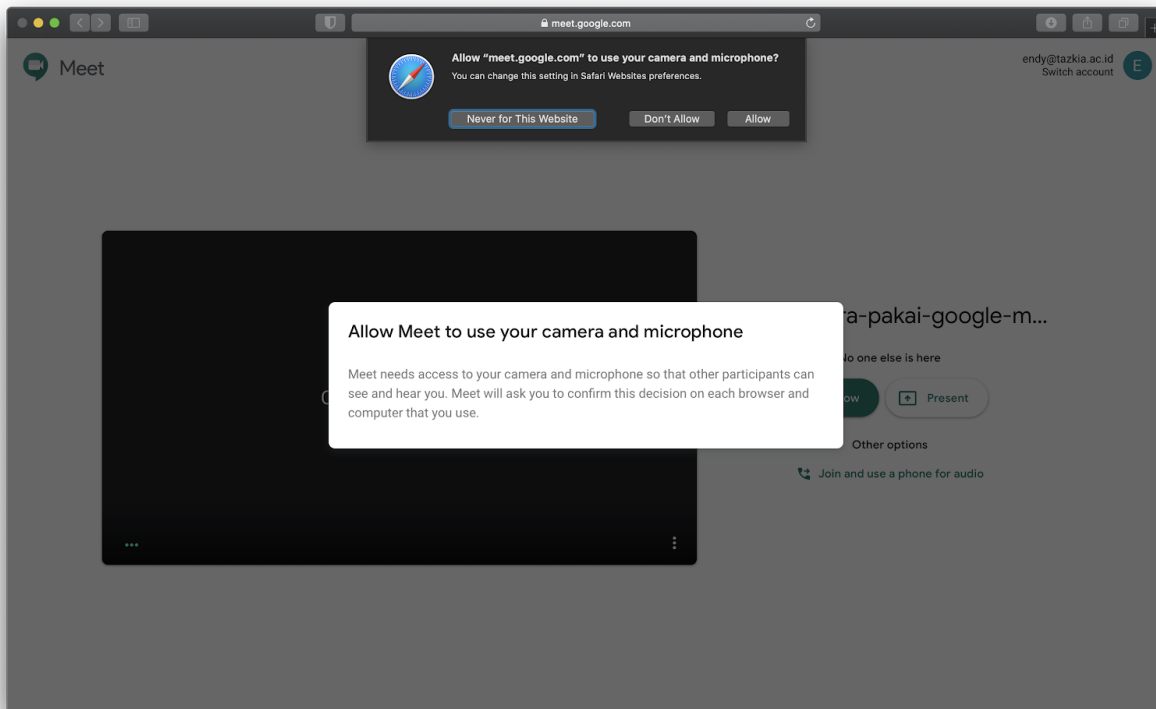 meet.google.com
Allow “meet.google.com” to use your camera and microphone?
You can change this setting in Safari Websites preferences.
Never for This Website
Don’t Allow
Allow
Meet
endy@tazkia.ac.id
Switch account
E
Allow Meet to use your camera and microphone
Meet needs access to your camera and microphone so that other participants can
see and hear you. Meet will ask you to confirm this decision on each browser and
computer that you use.
ra-pakai-google-m...
No one else is here
Present
Other options
Join and use a phone for audio